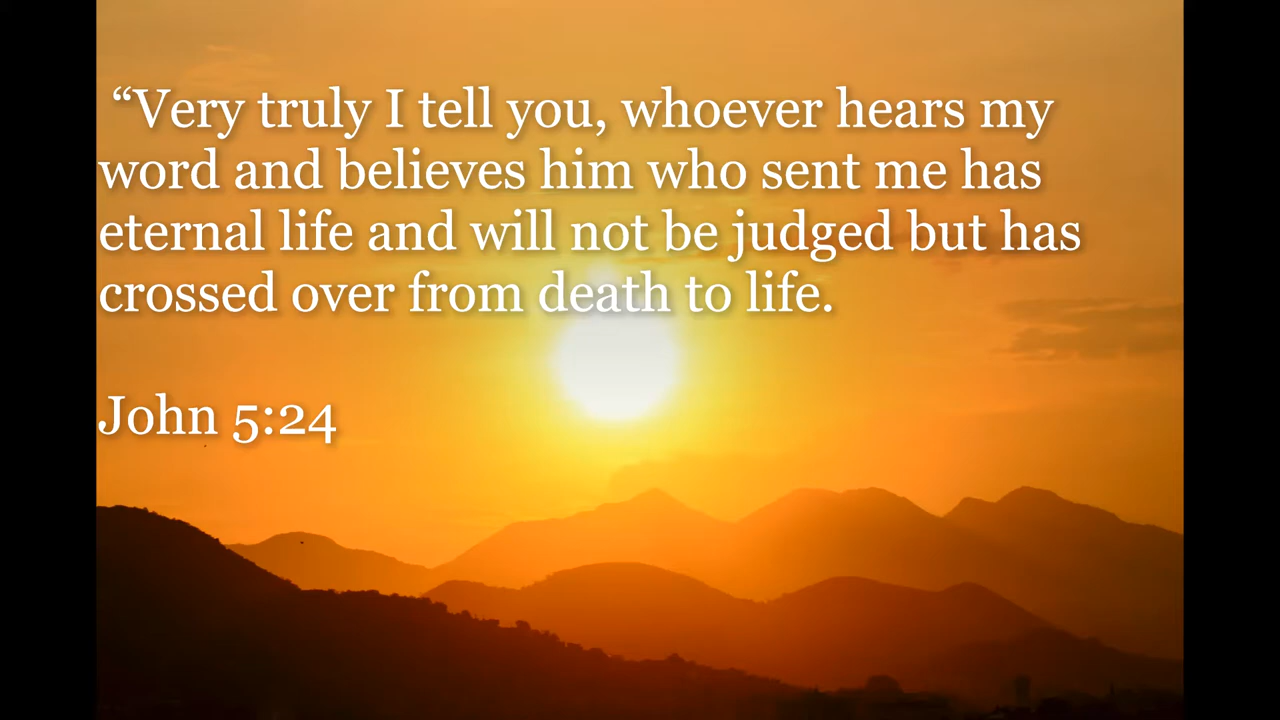 “Very truly I tell you, whoever hears my
word and believes him who sent me has
eternal life and will not be judged but has
crossed over from death to life.
John 5:24